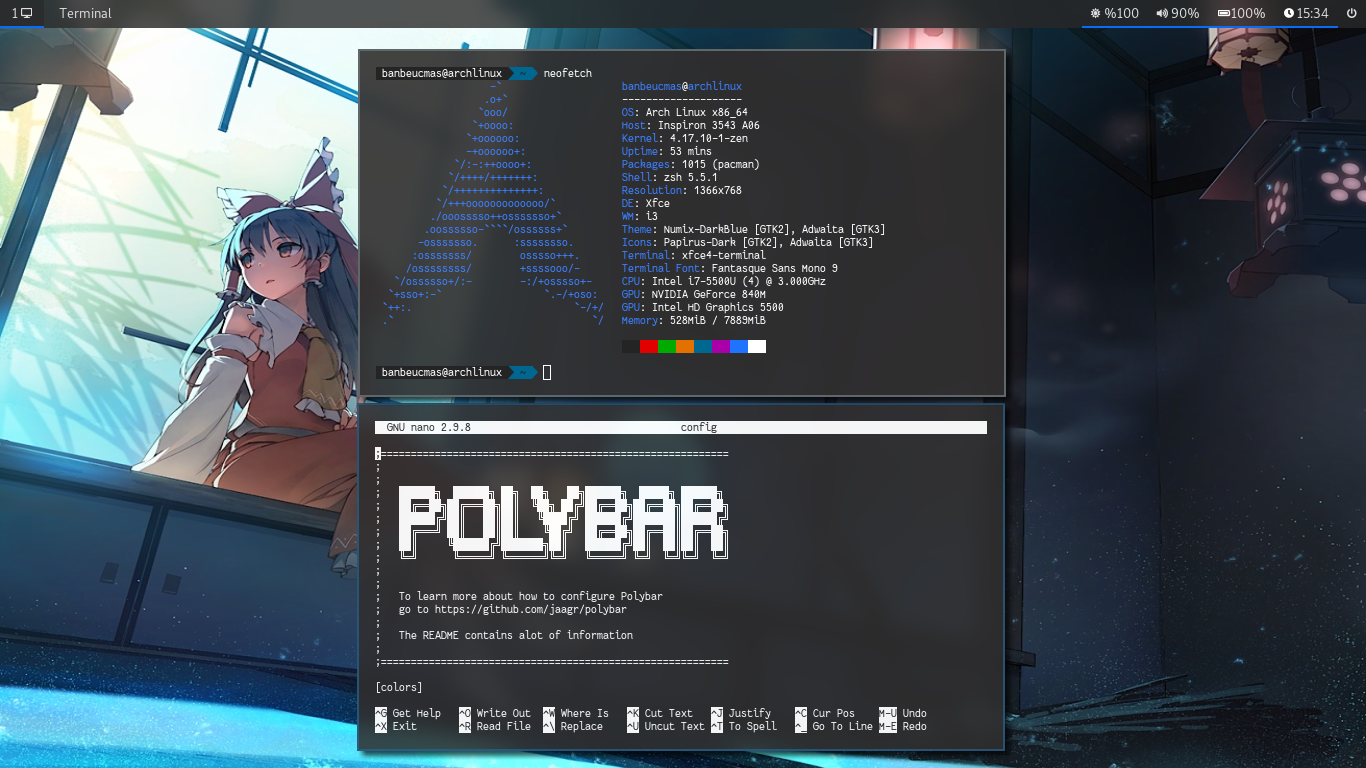 1 Terminal %100 90% 100% 15:34
banbeucmas@archlinux ~ neofetch
-`
.o+`
`ooo/
`+oooo:
`+oooooo:
-+oooooo+:
`/:-:++oooo+:
`/++++/+++++++:
`/++++++++++++++:
`/+++ooooooooooooo/`
./ooosssso++osssssso+`
.oossssso-````/ossssss+`
-osssssso. :ssssssso.
:osssssss/ osssso+++.
/ossssssss/ +ssssooo/-
`/ossssso+/:- -:/+osssso+-
`+sso+:-` `.-/+oso:
`++:. `-/+/
.` `/
banbeucmas@archlinux
--------------------
OS: Arch Linux x86_64
Host: Inspiron 3543 A06
Kernel: 4.17.10-1-zen
Uptime: 53 mins
Packages: 1015 (pacman)
Shell: zsh 5.5.1
Resolution: 1366x768
DE: Xfce
WM: i3
Theme: Numix-DarkBlue [GTK2], Adwaita [GTK3]
Icons: Papirus-Dark [GTK2], Adwaita [GTK3]
Terminal: xfce4-terminal
Terminal Font: Fantasque Sans Mono 9
CPU: Intel i7-5500U (4) @ 3.000GHz
GPU: NVIDIA GeForce 840M
GPU: Intel HD Graphics 5500
Memory: 528MiB / 7889MiB
banbeucmas@archlinux ~
GNU nano 2.9.8 config
;==========================================================
;
;
; POLYBAR
;
;
;
;
;
;
;
; To learn more about how to configure Polybar
; go to https://github.com/jaagr/polybar
;
; The README contains alot of information
;
;==========================================================
[colors]
^G Get Help ^O Write Out ^W Where Is ^K Cut Text ^J Justify ^C Cur Pos M-U Undo
^X Exit ^R Read File ^\ Replace ^U Uncut Text ^T To Spell ^_ Go To Line M-E Redo